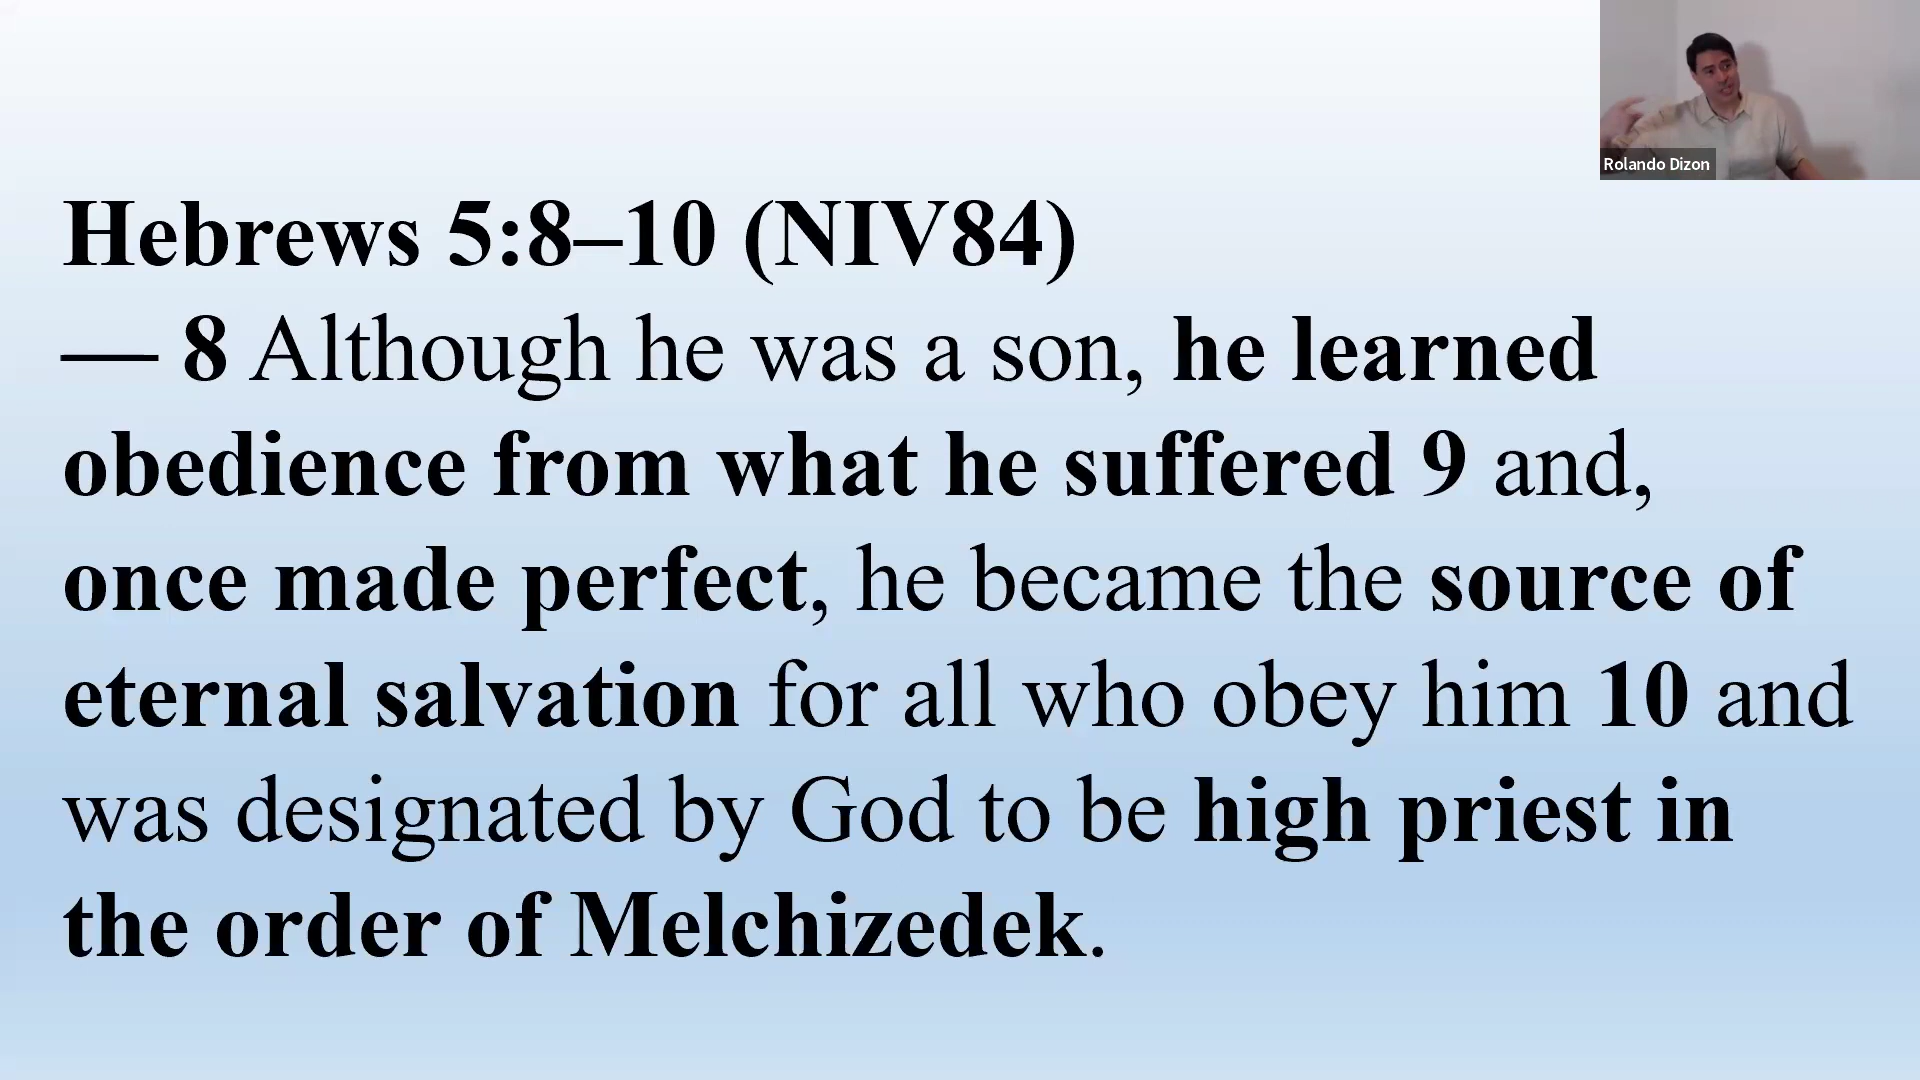 Rolando Dizon
Hebrews 5:8–10 (NIV84)
— 8 Although he was a son, he learned
obedience from what he suffered 9 and,
once made perfect, he became the source of
eternal salvation for all who obey him 10 and
was designated by God to be high priest in
the order of Melchizedek.